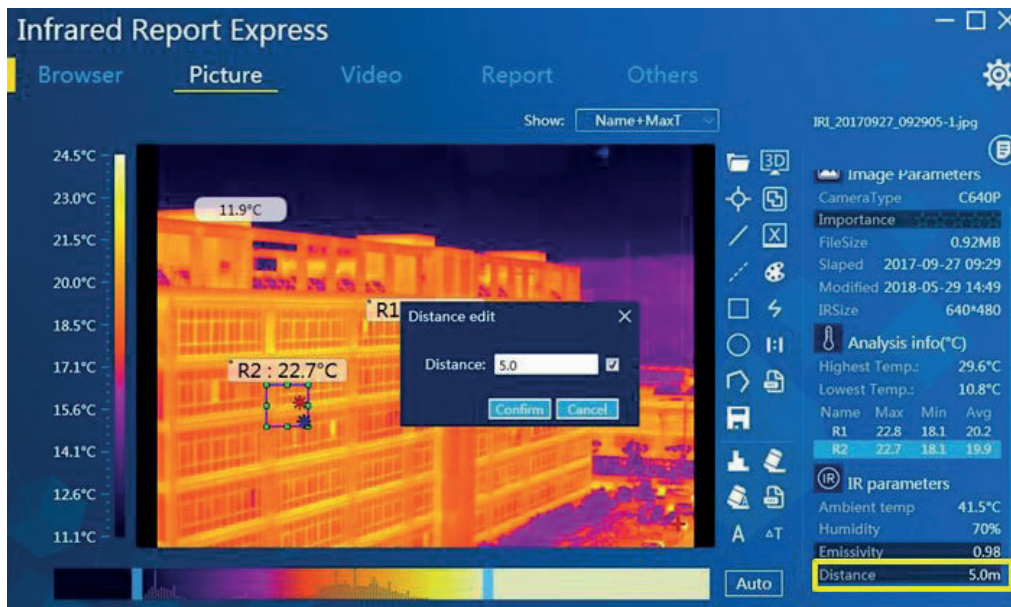 Infrared Report Express
Browser Picture Video Report Others
Show: Name+MaxT
IRI_20170927_092905-1.jpg
24.5°C
23.0°C
21.5°C
20.0°C
18.5°C
17.1°C
15.6°C
14.1°C
12.6°C
11.1°C
11.9°C
R1
R2 : 22.7°C
Distance edit
Distance: 5.0
Confirm Cancel
3D
X
1:1
A ΔT
Auto
Image Parameters
CameraType C640P
Importance
FileSize 0.92MB
Slaped 2017-09-27 09:29
Modified 2018-05-29 14:49
IRSize 640*480
Analysis info(°C)
Highest Temp.: 29.6°C
Lowest Temp.: 10.8°C
Name Max Min Avg
R1 22.8 18.1 20.2
R2 22.7 18.1 19.9
IR IR parameters
Ambient temp 41.5°C
Humidity 70%
Emissivity 0.98
Distance 5.0m